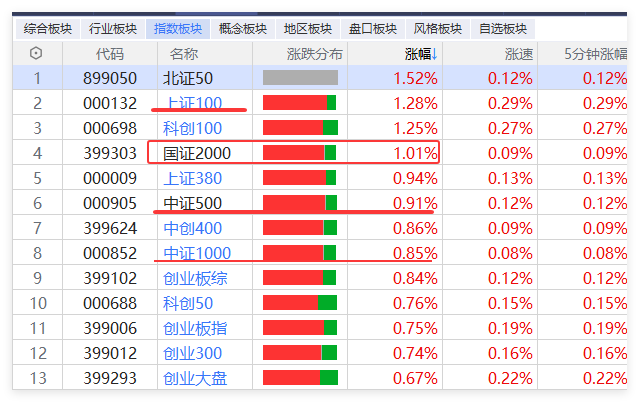 综合板块 行业板块 指数板块 概念板块 地区板块 盘口板块 风格板块 自选板块
代码 名称 涨跌分布 涨幅↓ 涨速 5分钟涨幅
1 899050 北证50 1.52% 0.12% 0.12%
2 000132 上证100 1.28% 0.29% 0.29%
3 000698 科创100 1.25% 0.27% 0.27%
4 399303 国证2000 1.01% 0.09% 0.09%
5 000009 上证380 0.94% 0.13% 0.13%
6 000905 中证500 0.91% 0.12% 0.12%
7 399624 中创400 0.86% 0.09% 0.09%
8 000852 中证1000 0.85% 0.08% 0.08%
9 399102 创业板综 0.84% 0.12% 0.12%
10 000688 科创50 0.76% 0.15% 0.15%
11 399006 创业板指 0.75% 0.19% 0.19%
12 399012 创业300 0.74% 0.16% 0.16%
13 399293 创业大盘 0.67% 0.22% 0.22%